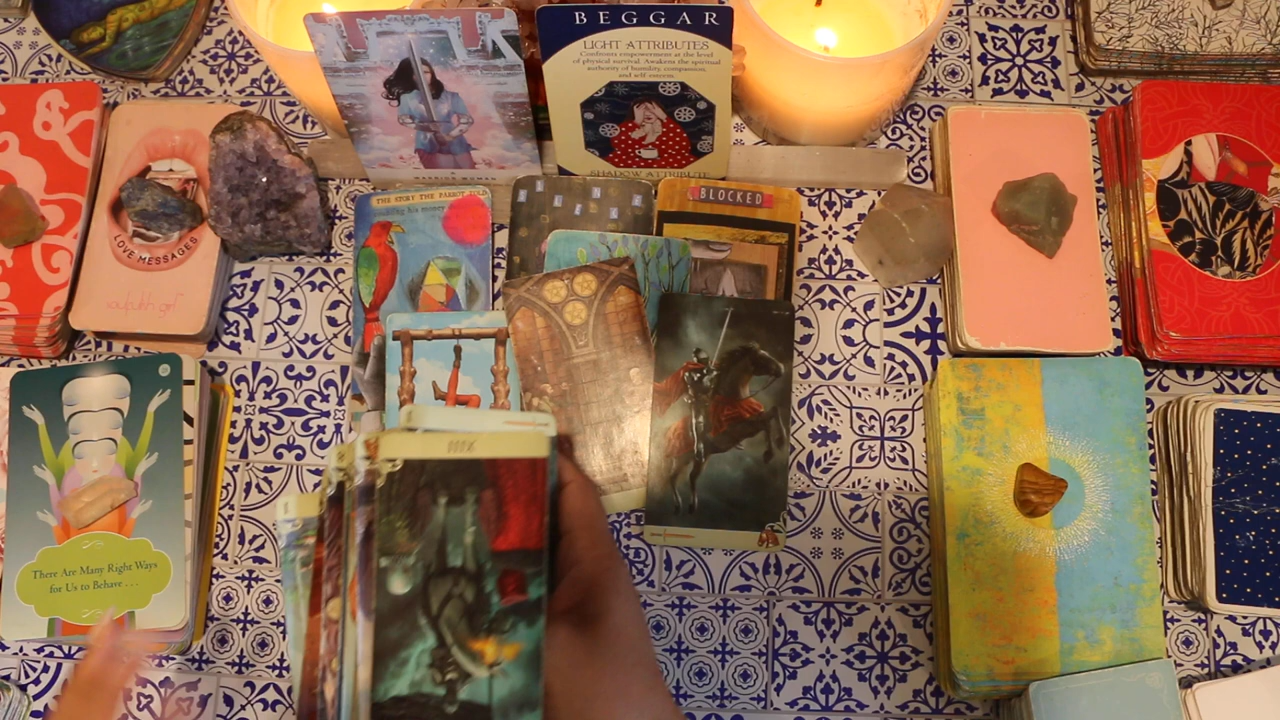 BEGGAR
LIGHT ATTRIBUTES
Confronts empowerment at the level
of physical survival. Awakens the spiritual
authority of humility, compassion,
and self-esteem.
SHADOW ATTRIBUTE
THE STORY THE PARROT TOLD
BLOCKED
LOVE MESSAGES
There Are Many Right Ways
for Us to Behave . . .